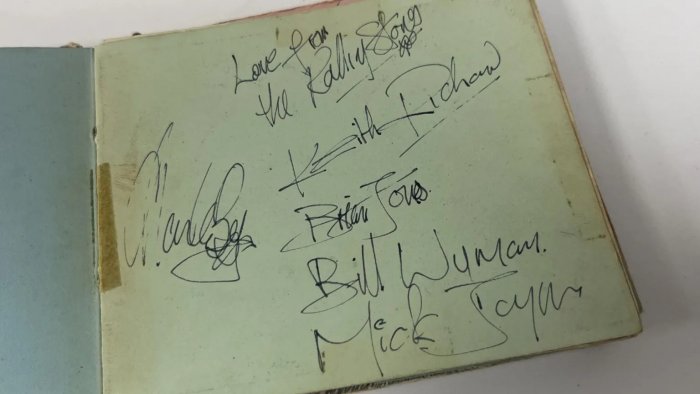 Love from
the Rolling Stones
Keith Richard
Brian Jones.
Bill Wyman.
Mick Jagger